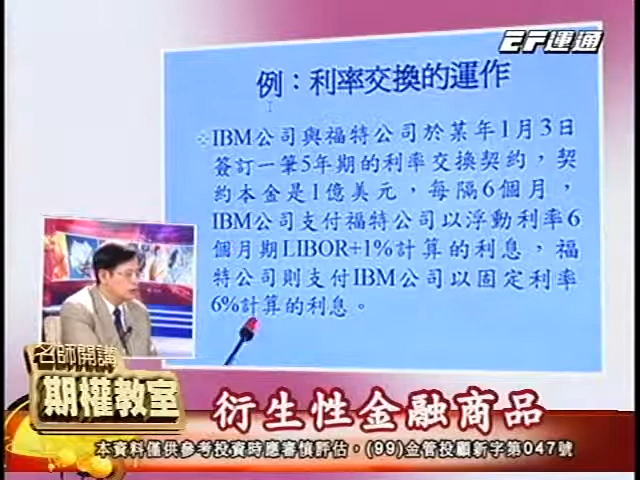 EF運通
例：利率交換的運作
IBM公司與福特公司於某年1月3日
簽訂一筆5年期的利率交換契約，契
約本金是1億美元，每隔6個月，
IBM公司支付福特公司以浮動利率6
個月期LIBOR+1%計算的利息，福
特公司則支付IBM公司以固定利率
6%計算的利息。
名師開講
期權教室
衍生性金融商品
本資料僅供參考投資時應審慎評估。(99)金管投顧新字第047號